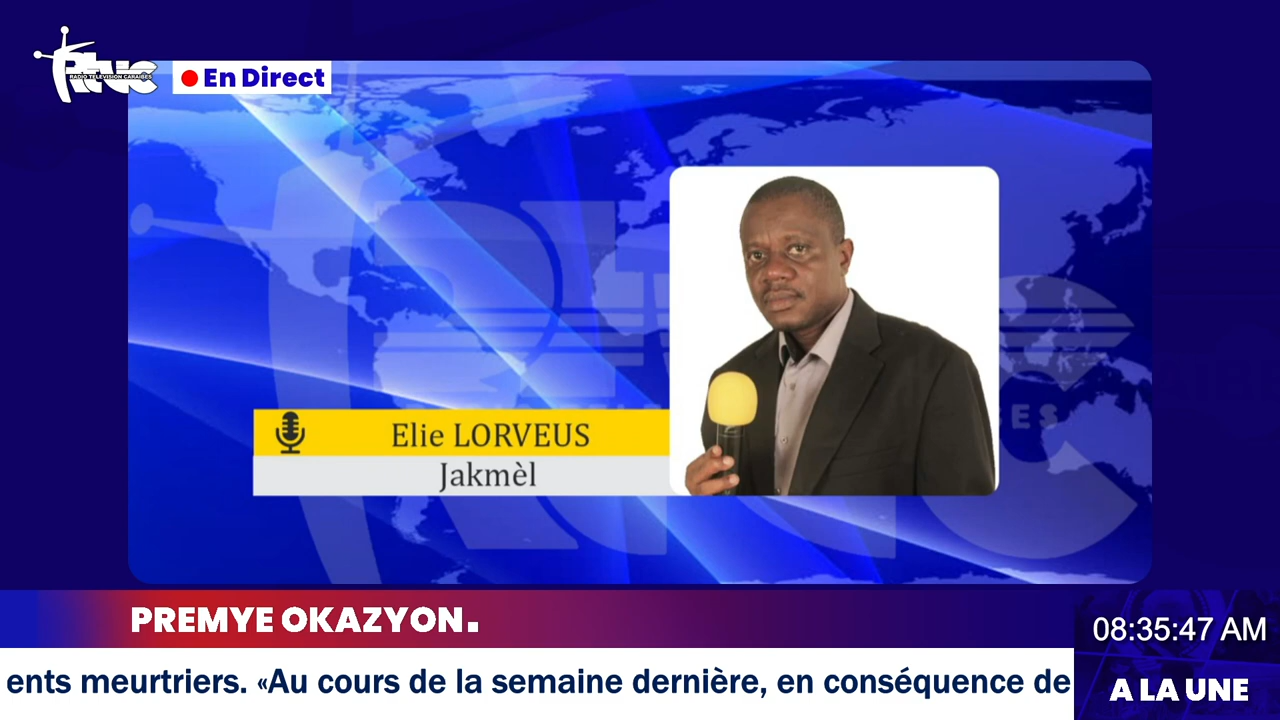 RTVC
RADIO TELEVISION CARAIBES
En Direct
Elie LORVEUS
Jakmèl
PREMYE OKAZYON.
08:35:47 AM
ents meurtriers. «Au cours de la semaine dernière, en conséquence de
A LA UNE